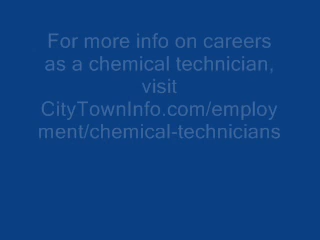 For more info on careers
as a chemical technician,
visit
CityTownInfo.com/employ
ment/chemical-technicians